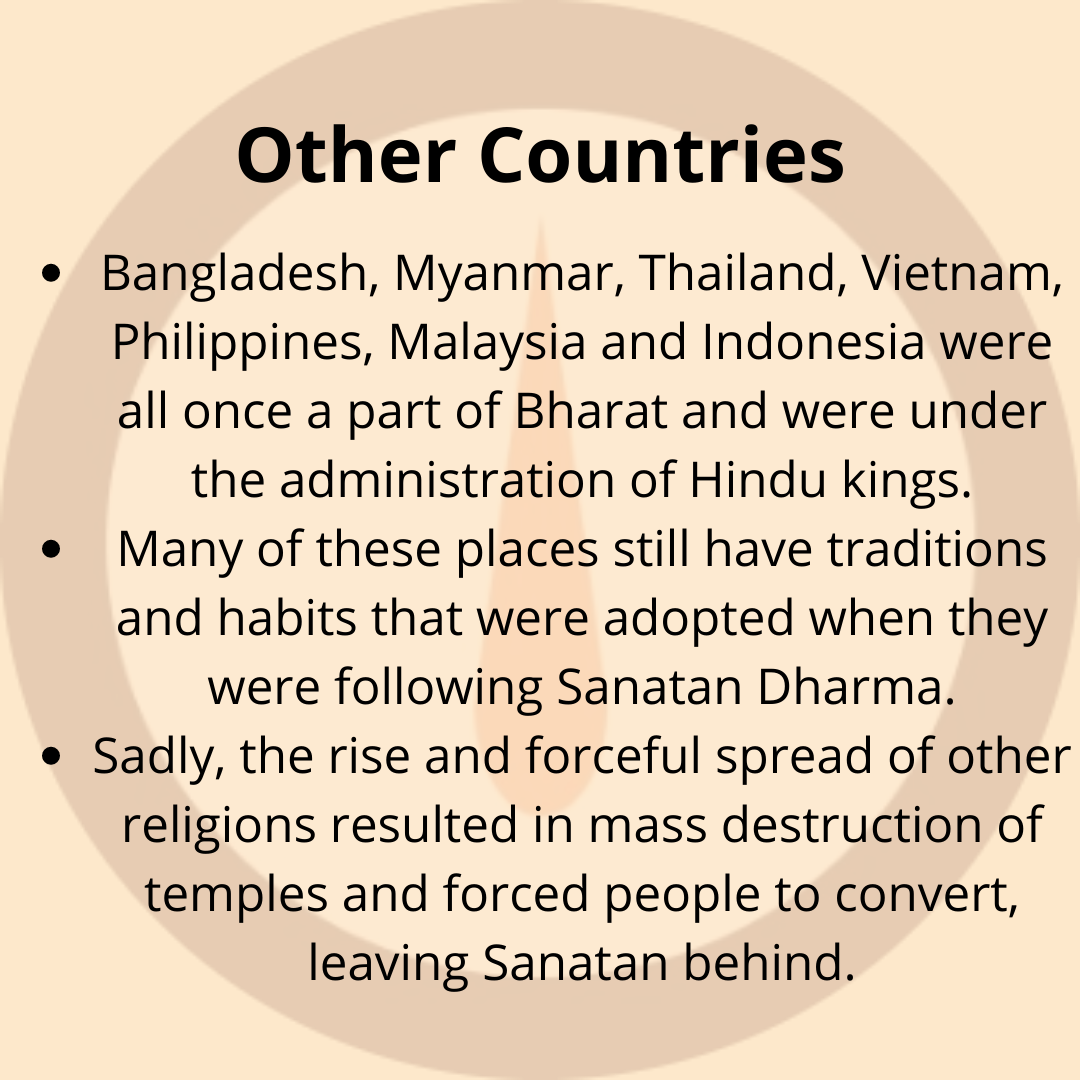 Other Countries
• Bangladesh, Myanmar, Thailand, Vietnam,
Philippines, Malaysia and Indonesia were
all once a part of Bharat and were under
the administration of Hindu kings.
• Many of these places still have traditions
and habits that were adopted when they
were following Sanatan Dharma.
• Sadly, the rise and forceful spread of other
religions resulted in mass destruction of
temples and forced people to convert,
leaving Sanatan behind.